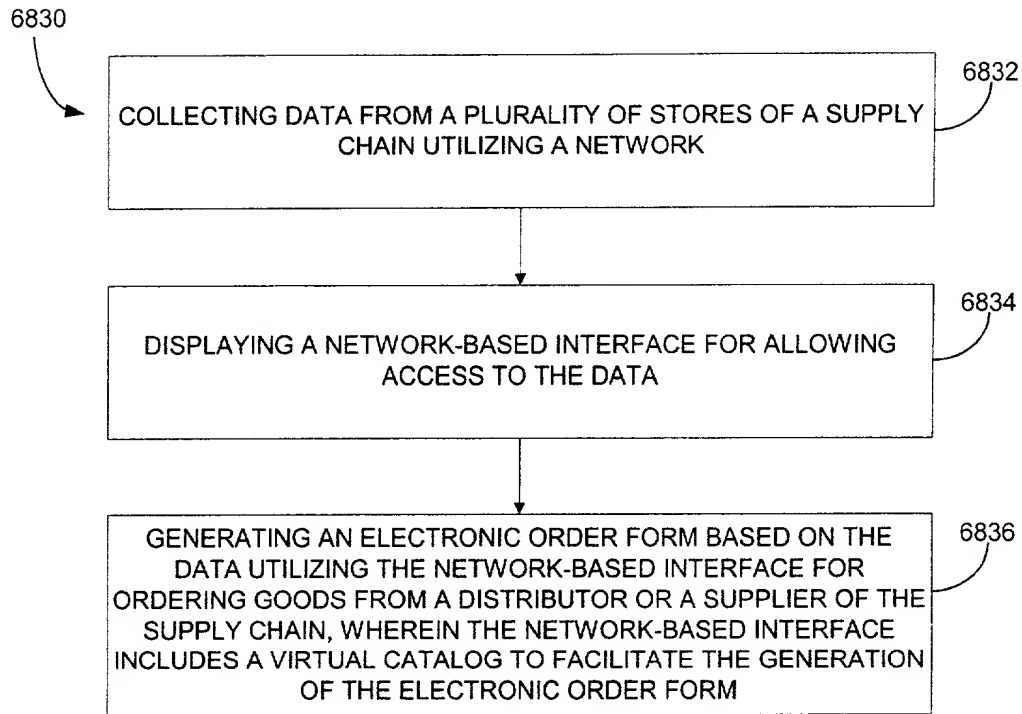 6830
6832
COLLECTING DATA FROM A PLURALITY OF STORES OF A SUPPLY
CHAIN UTILIZING A NETWORK
6834
DISPLAYING A NETWORK-BASED INTERFACE FOR ALLOWING
ACCESS TO THE DATA
6836
GENERATING AN ELECTRONIC ORDER FORM BASED ON THE
DATA UTILIZING THE NETWORK-BASED INTERFACE FOR
ORDERING GOODS FROM A DISTRIBUTOR OR A SUPPLIER OF THE
SUPPLY CHAIN, WHEREIN THE NETWORK-BASED INTERFACE
INCLUDES A VIRTUAL CATALOG TO FACILITATE THE GENERATION
OF THE ELECTRONIC ORDER FORM